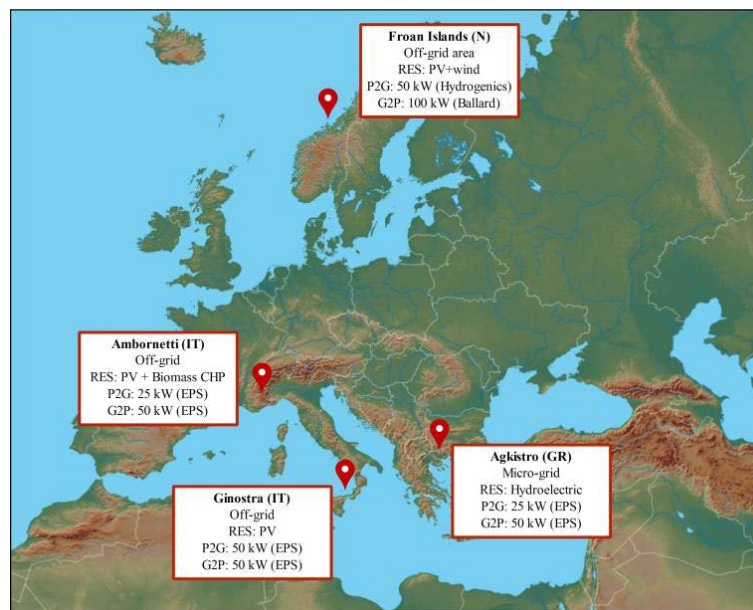 Froan Islands (N)
Off-grid area
RES: PV+wind
P2G: 50 kW (Hydrogenics)
G2P: 100 kW (Ballard)
Ambornetti (IT)
Off-grid
RES: PV + Biomass CHP
P2G: 25 kW (EPS)
G2P: 50 kW (EPS)
Agkistro (GR)
Micro-grid
RES: Hydroelectric
P2G: 25 kW (EPS)
G2P: 50 kW (EPS)
Ginostra (IT)
Off-grid
RES: PV
P2G: 50 kW (EPS)
G2P: 50 kW (EPS)